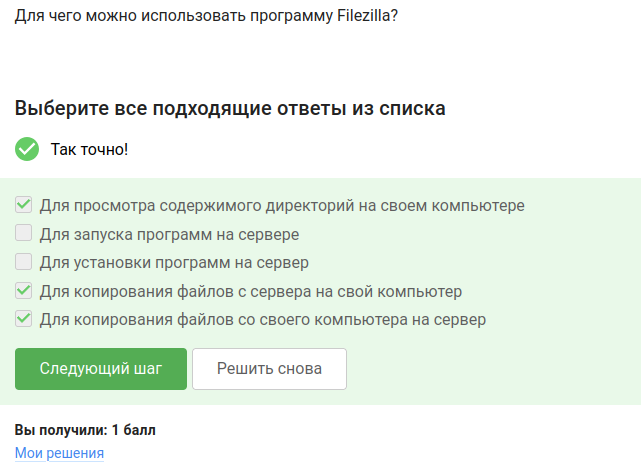 Для чего можно использовать программу Filezilla?
Выберите все подходящие ответы из списка
Так точно!
Для просмотра содержимого директорий на своем компьютере
Для запуска программ на сервере
Для установки программ на сервер
Для копирования файлов с сервера на свой компьютер
Для копирования файлов со своего компьютера на сервер
Следующий шаг
Решить снова
Вы получили: 1 балл
Мои решения